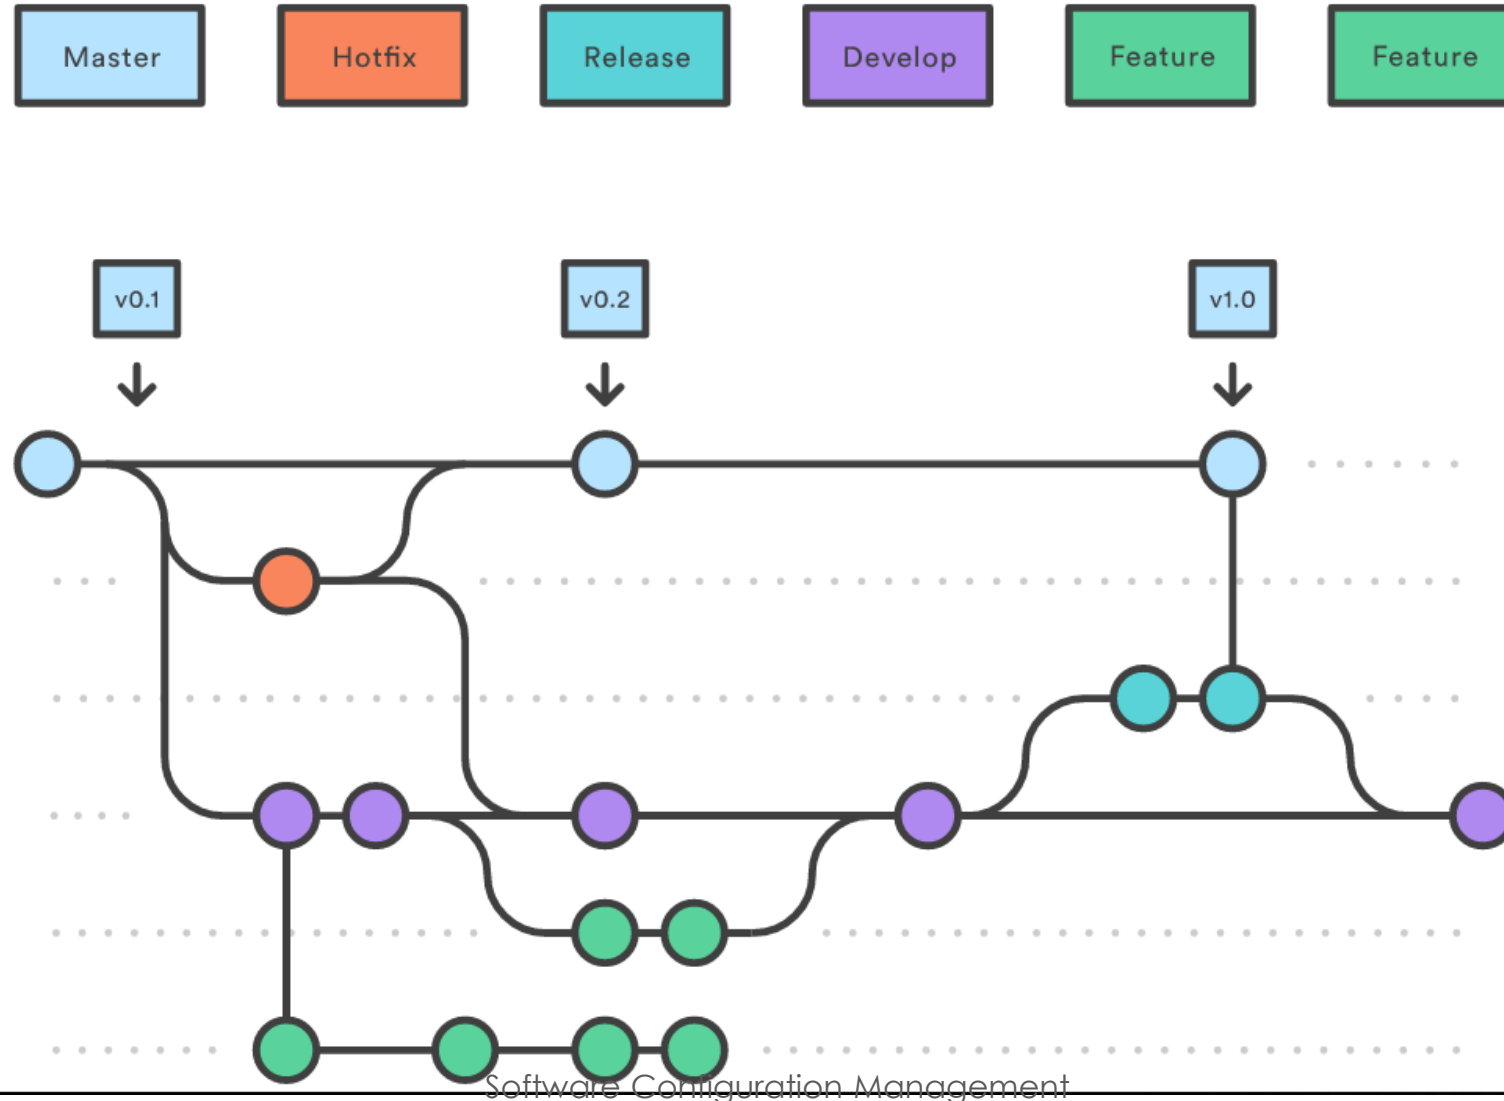 Master
Hotfix
Release
Develop
Feature
Feature
v0.1
v0.2
v1.0
Software Configuration Management